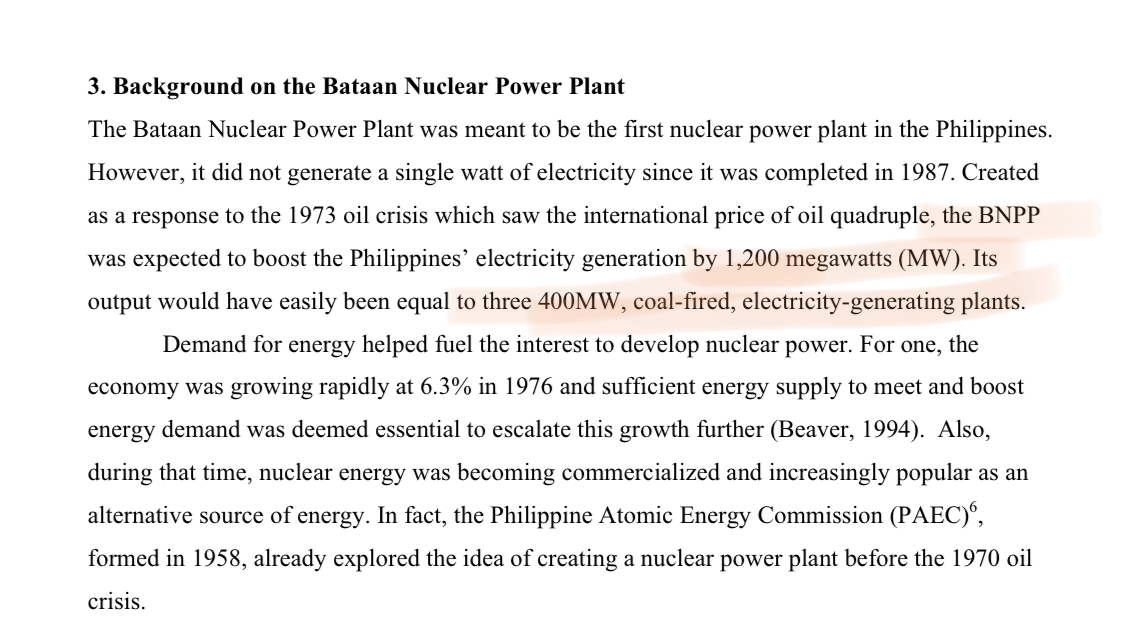 3. Background on the Bataan Nuclear Power Plant
The Bataan Nuclear Power Plant was meant to be the first nuclear power plant in the Philippines.
However, it did not generate a single watt of electricity since it was completed in 1987. Created
as a response to the 1973 oil crisis which saw the international price of oil quadruple, the BNPP
was expected to boost the Philippines’ electricity generation by 1,200 megawatts (MW). Its
output would have easily been equal to three 400MW, coal-fired, electricity-generating plants.
Demand for energy helped fuel the interest to develop nuclear power. For one, the
economy was growing rapidly at 6.3% in 1976 and sufficient energy supply to meet and boost
energy demand was deemed essential to escalate this growth further (Beaver, 1994).  Also,
during that time, nuclear energy was becoming commercialized and increasingly popular as an
alternative source of energy. In fact, the Philippine Atomic Energy Commission (PAEC)⁶,
formed in 1958, already explored the idea of creating a nuclear power plant before the 1970 oil
crisis.